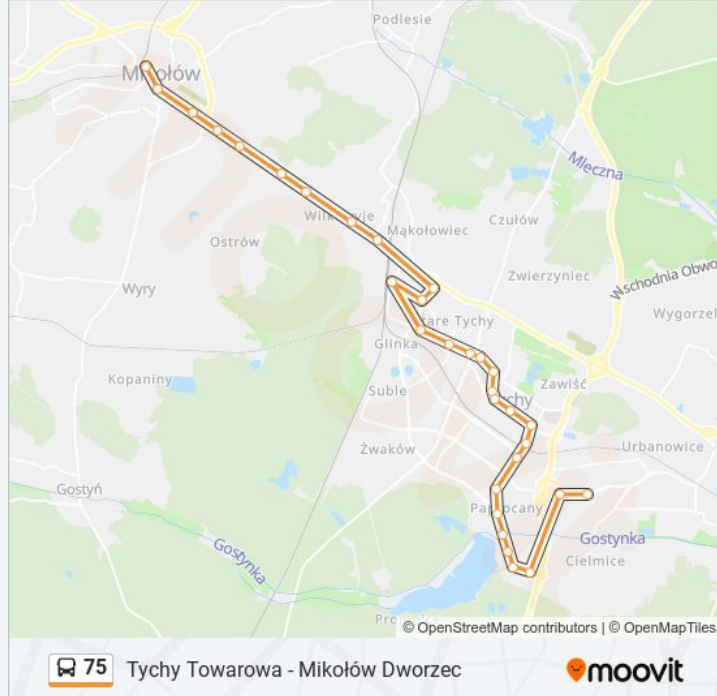 Podlesie
Mikołów
Mleczna
Wilkowyje
Mąkołowiec
Czułów
Ostrów
Zwierzyniec
Wschodnia Obwo
Wyry
Wygorzel
Stare Tychy
Glinka
Kopaniny
Suble
Zawiść
Tychy
Urbanowice
Żwaków
Gostyń
Paprocany
Gostynka
Gostynka
Cielmice
© OpenStreetMap contributors | © OpenMapTiles
75 Tychy Towarowa - Mikołów Dworzec
moovit